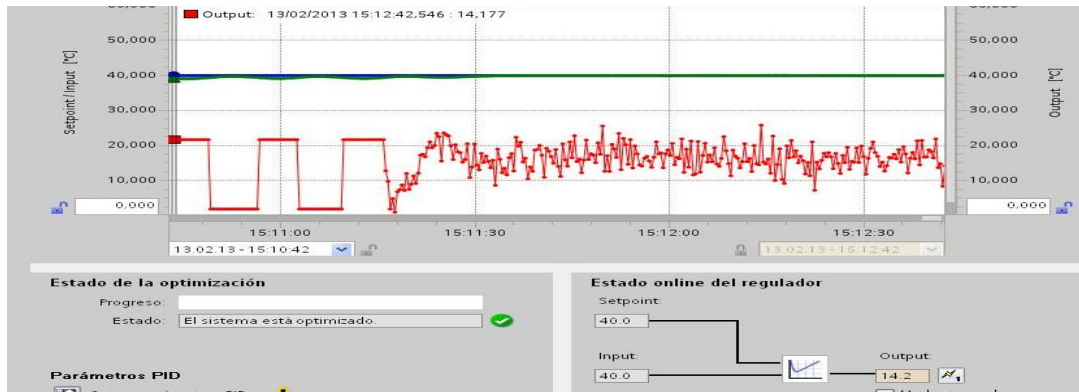 Output: 13/02/2013 15:12:42,546 : 14,177
50,000
50,000
40,000
40,000
30,000
30,000
20,000
20,000
10,000
10,000
0,000
0,000
Setpoint/Input [°C]
Output [°C]
15:11:00
15:11:30
15:12:00
15:12:30
13.02.13 - 15:10:42
13.02.13 - 15:12:42
Estado de la optimización
Progreso:
Estado: El sistema está optimizado.
Parámetros PID
Estado online del regulador
Setpoint:
40.0
Input:
40.0
Output:
14.2